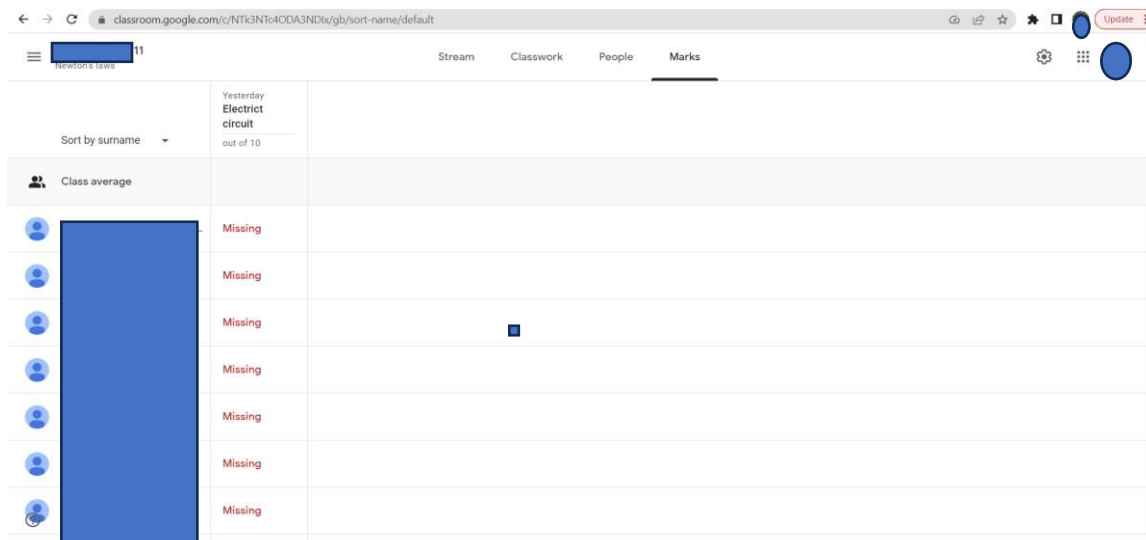 classroom.google.com/c/NTk3NTc4ODA3NDIx/gb/sort-name/default
Update
11
Newton's laws
Stream Classwork People Marks
Yesterday
Electrict
circuit
Sort by surname
out of 10
Class average
Missing
Missing
Missing
Missing
Missing
Missing
Missing